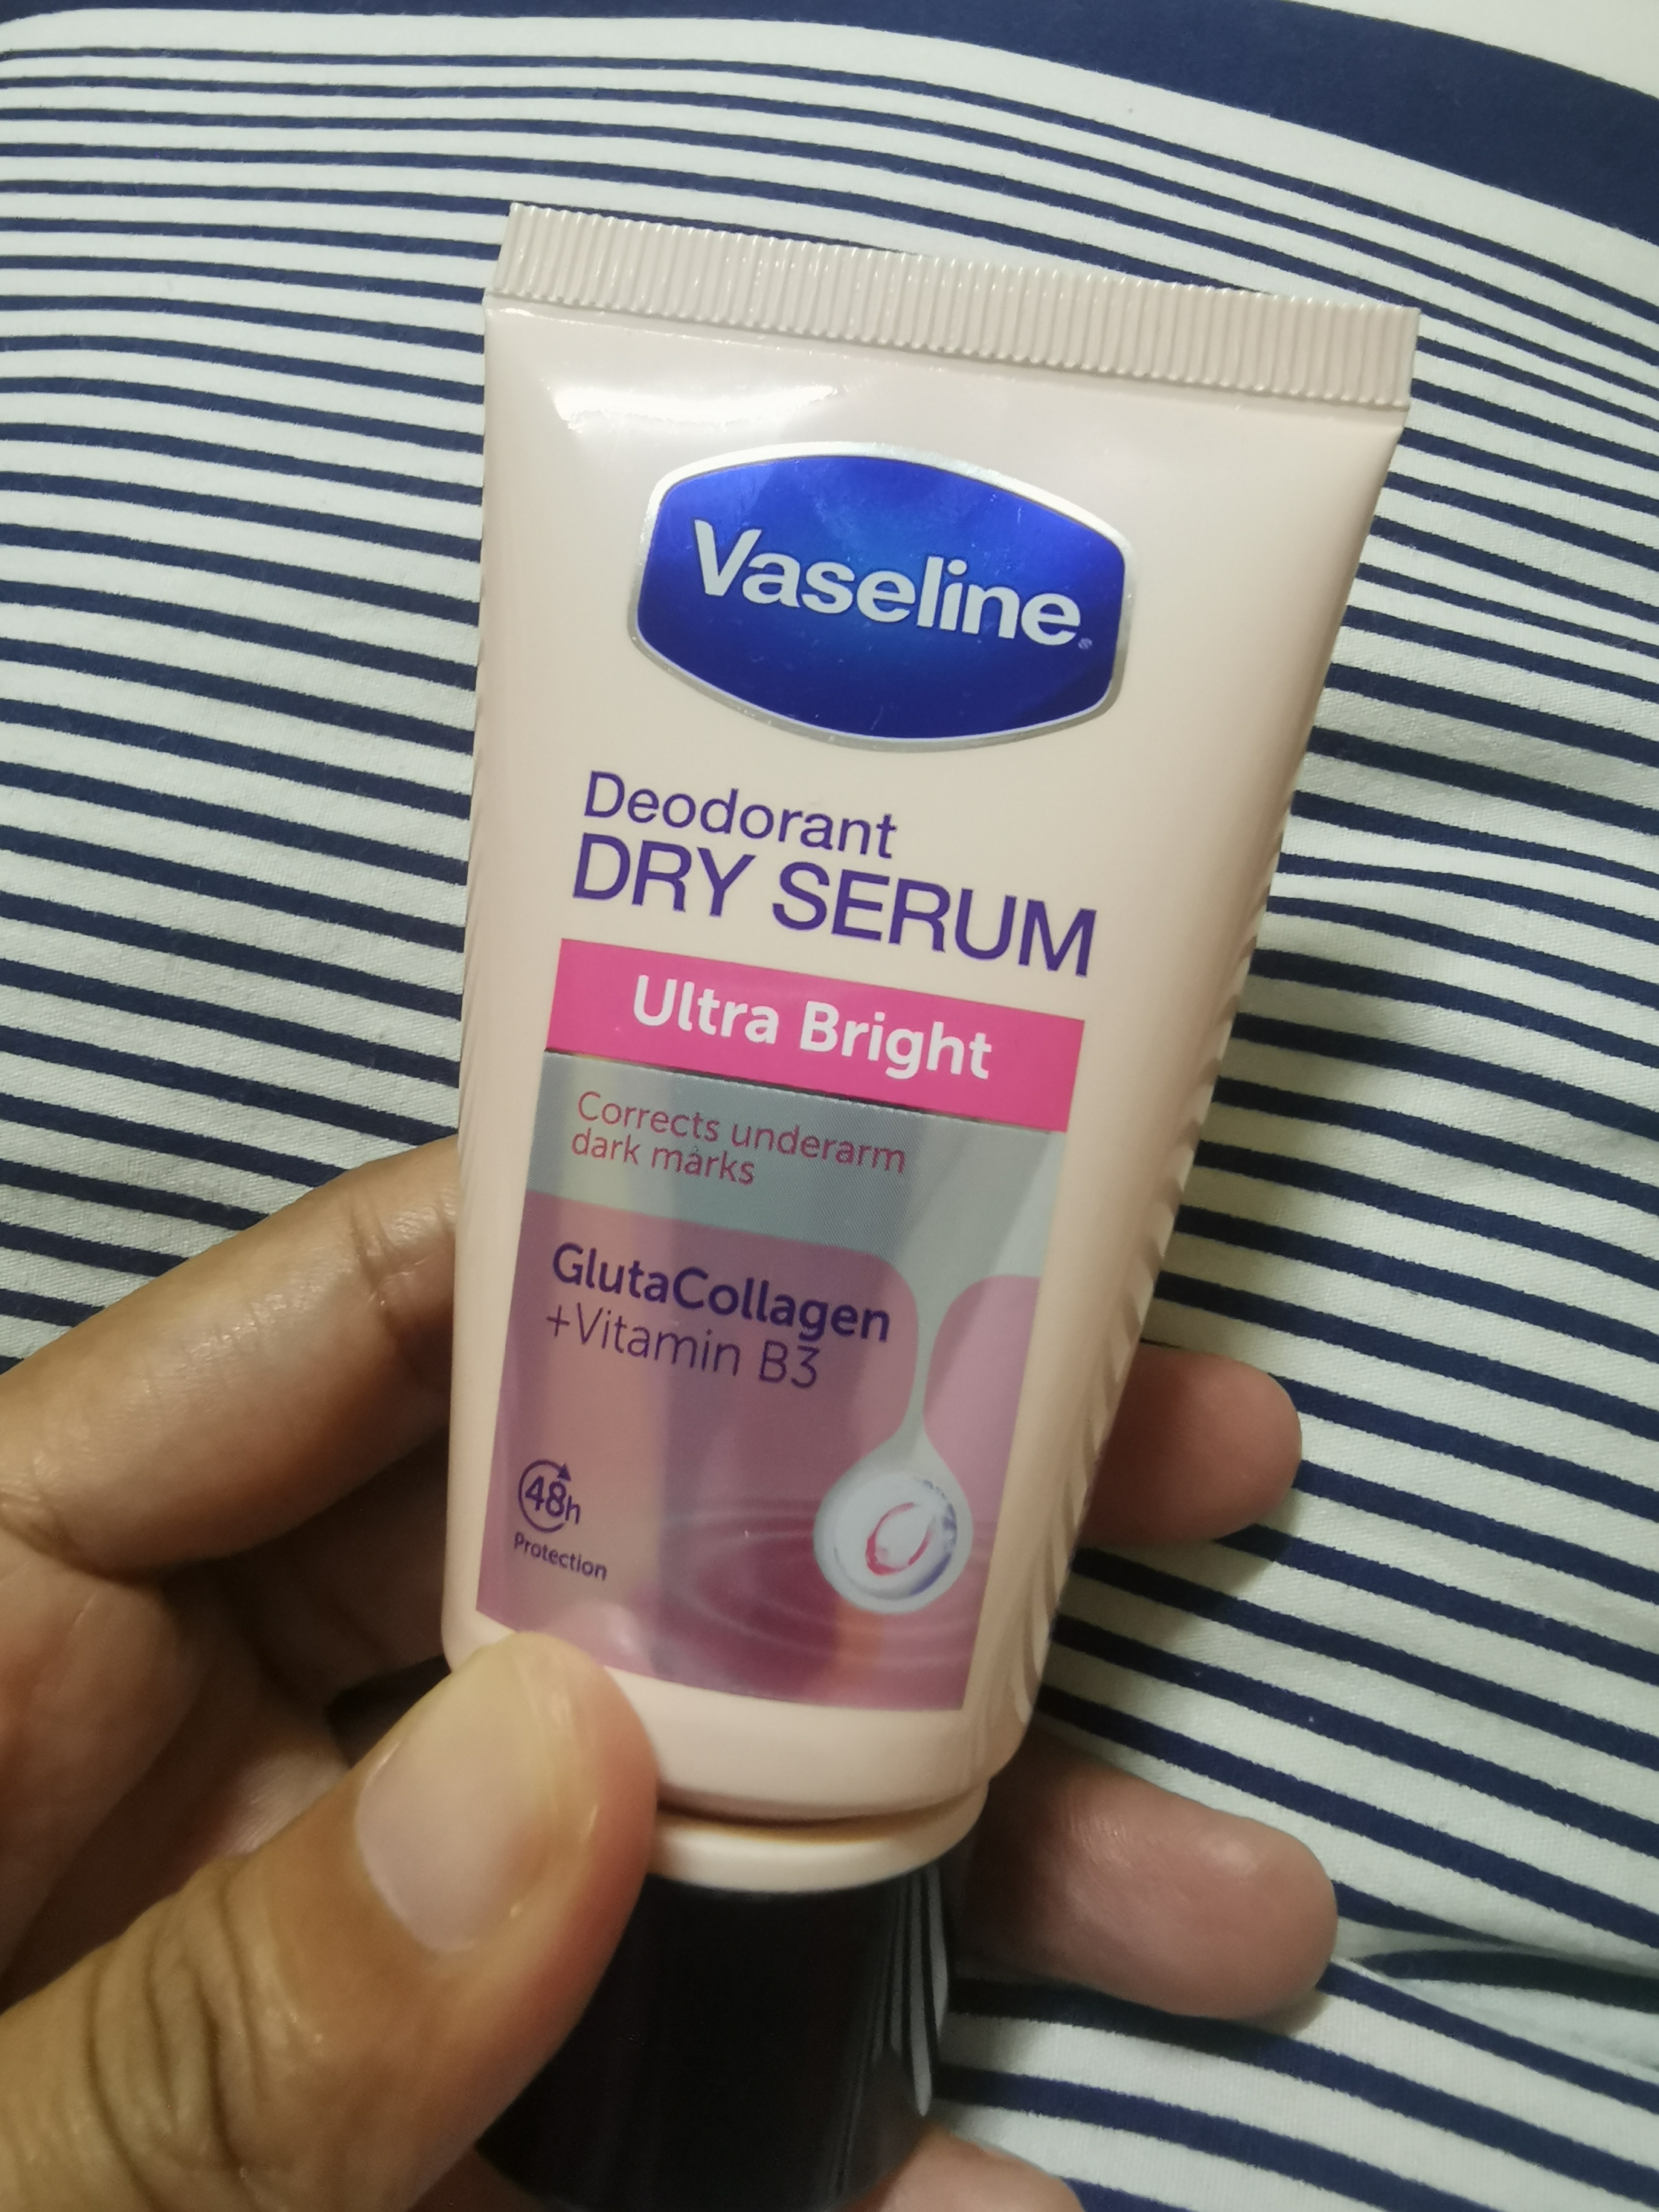 Vaseline
Deodorant
DRY SERUM
Ultra Bright
Corrects underarm
dark marks
GlutaCollagen
+Vitamin B3
48h
Protection